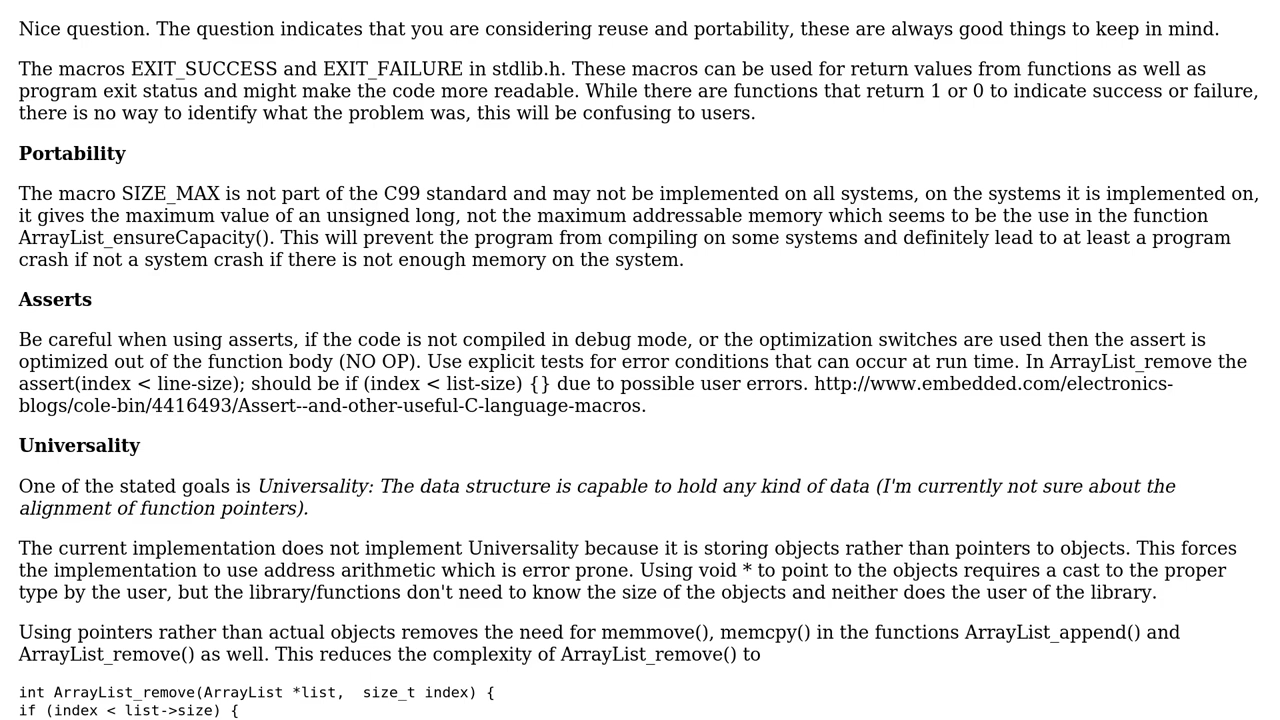 Nice question. The question indicates that you are considering reuse and portability, these are always good things to keep in mind.
The macros EXIT_SUCCESS and EXIT_FAILURE in stdlib.h. These macros can be used for return values from functions as well as
program exit status and might make the code more readable. While there are functions that return 1 or 0 to indicate success or failure,
there is no way to identify what the problem was, this will be confusing to users.
Portability
The macro SIZE_MAX is not part of the C99 standard and may not be implemented on all systems, on the systems it is implemented on,
it gives the maximum value of an unsigned long, not the maximum addressable memory which seems to be the use in the function
ArrayList_ensureCapacity(). This will prevent the program from compiling on some systems and definitely lead to at least a program
crash if not a system crash if there is not enough memory on the system.
Asserts
Be careful when using asserts, if the code is not compiled in debug mode, or the optimization switches are used then the assert is
optimized out of the function body (NO OP). Use explicit tests for error conditions that can occur at run time. In ArrayList_remove the
assert(index < line-size); should be if (index < list-size) {} due to possible user errors. http://www.embedded.com/electronics-
blogs/cole-bin/4416493/Assert--and-other-useful-C-language-macros.
Universality
One of the stated goals is Universality: The data structure is capable to hold any kind of data (I'm currently not sure about the
alignment of function pointers).
The current implementation does not implement Universality because it is storing objects rather than pointers to objects. This forces
the implementation to use address arithmetic which is error prone. Using void * to point to the objects requires a cast to the proper
type by the user, but the library/functions don't need to know the size of the objects and neither does the user of the library.
Using pointers rather than actual objects removes the need for memmove(), memcpy() in the functions ArrayList_append() and
ArrayList_remove() as well. This reduces the complexity of ArrayList_remove() to
int ArrayList_remove(ArrayList *list,  size_t index) {
if (index < list->size) {